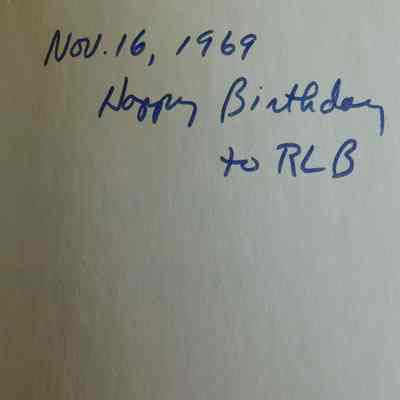 Nov. 16, 1969
Happy Birthday
to RLB